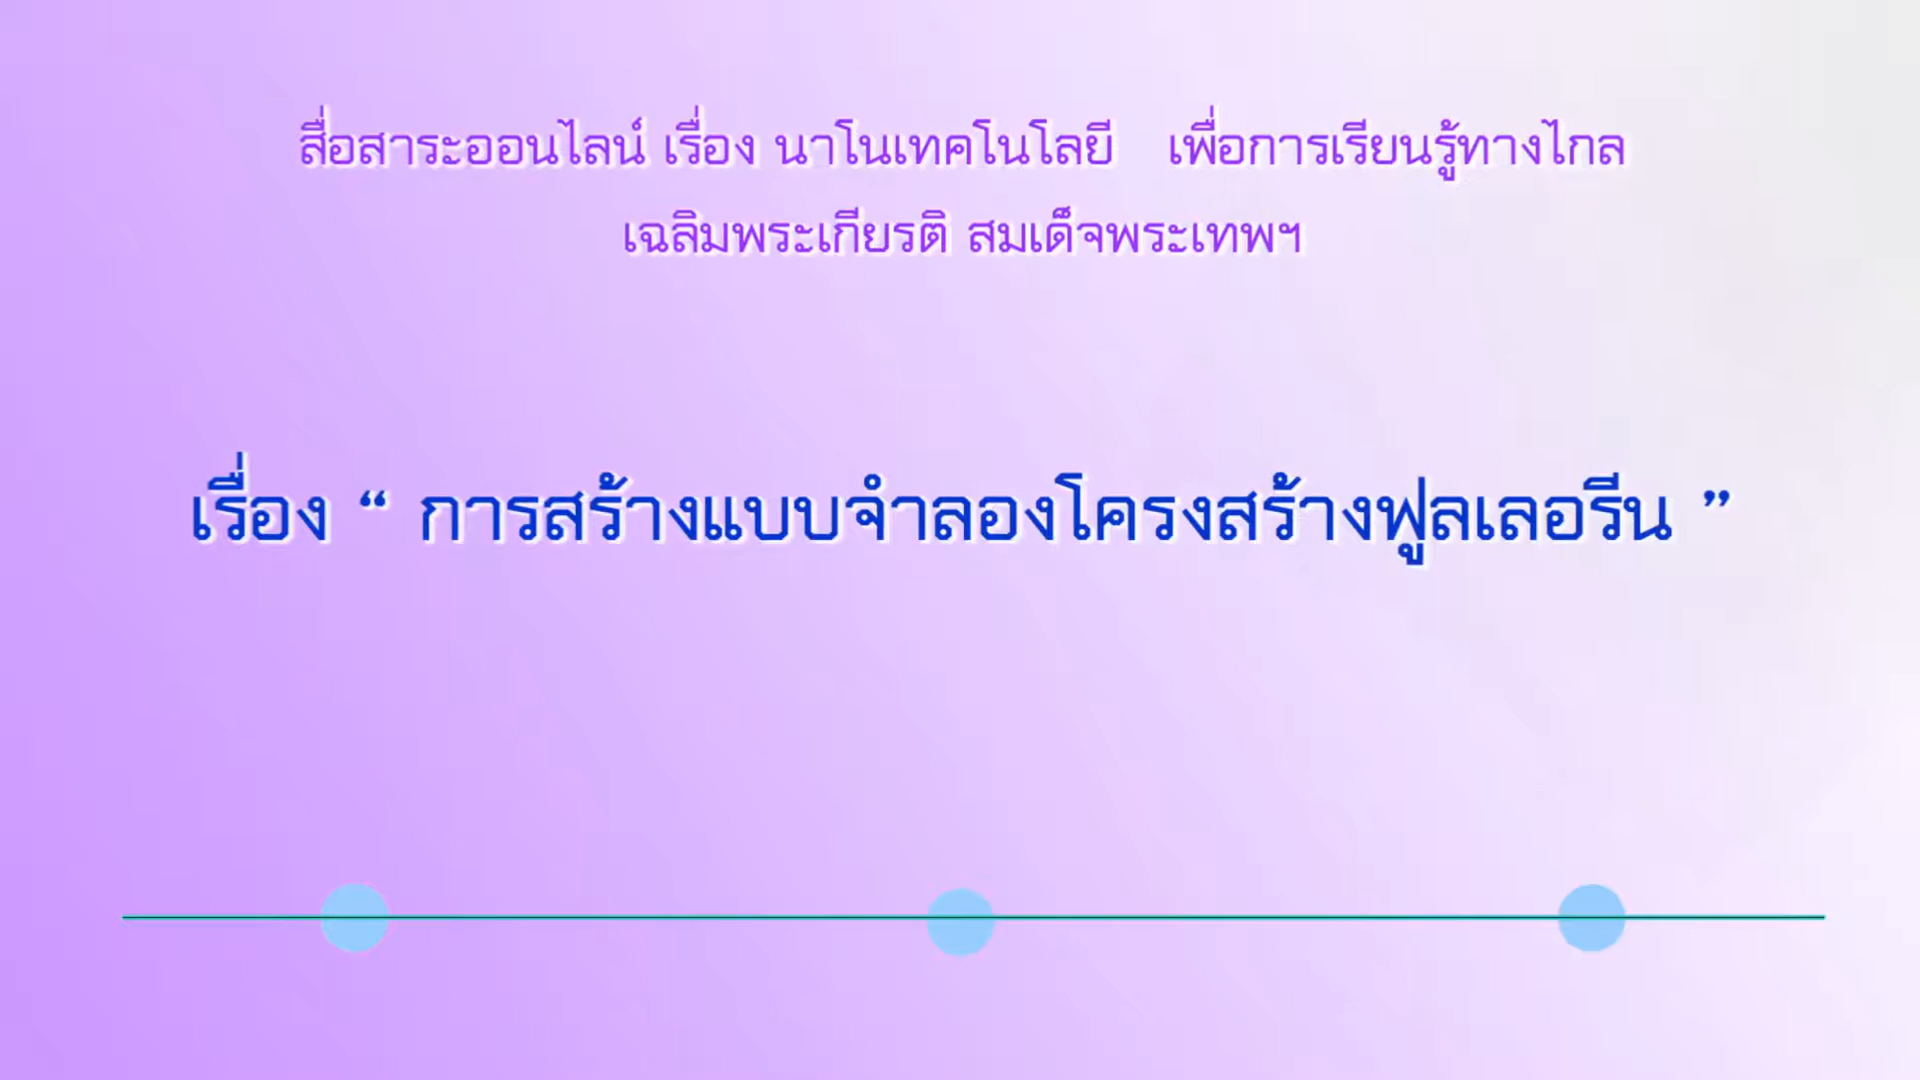 สื่อสาระออนไลน์ เรื่อง นาโนเทคโนโลยี เพื่อการเรียนรู้ทางไกล
เฉลิมพระเกียรติ สมเด็จพระเทพฯ
เรื่อง “ การสร้างแบบจำลองโครงสร้างฟูลเลอรีน ”